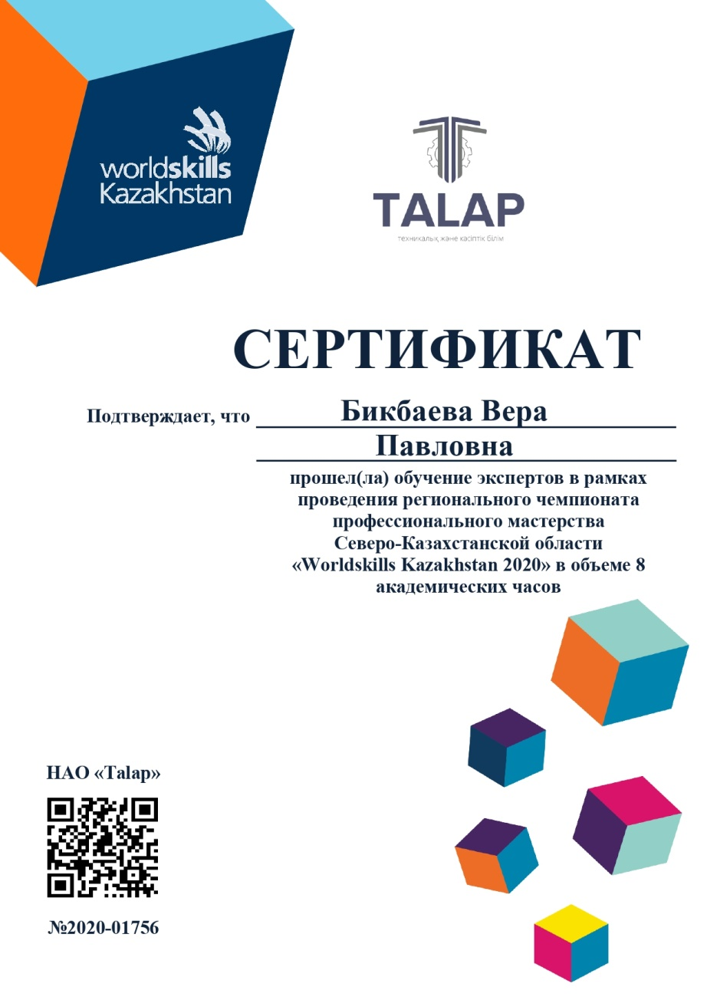 worldskills
Kazakhstan
TALAP
техникалық және кәсіптік білім
СЕРТИФИКАТ
Подтверждает, что Бикбаева Вера
Павловна
прошел(ла) обучение экспертов в рамках
проведения регионального чемпионата
профессионального мастерства
Северо-Казахстанской области
«Worldskills Kazakhstan 2020» в объеме 8
академических часов
НАО «Talap»
№2020-01756